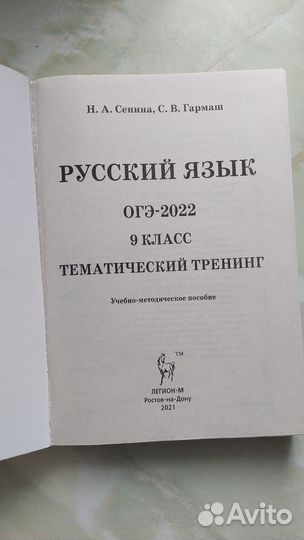 Н. А. Сенина, С. В. Гармаш
РУССКИЙ ЯЗЫК
ОГЭ-2022
9 КЛАСС
ТЕМАТИЧЕСКИЙ ТРЕНИНГ
Учебно-методическое пособие
TM
ЛЕГИОН-М
Ростов-на-Дону
2021
Avito